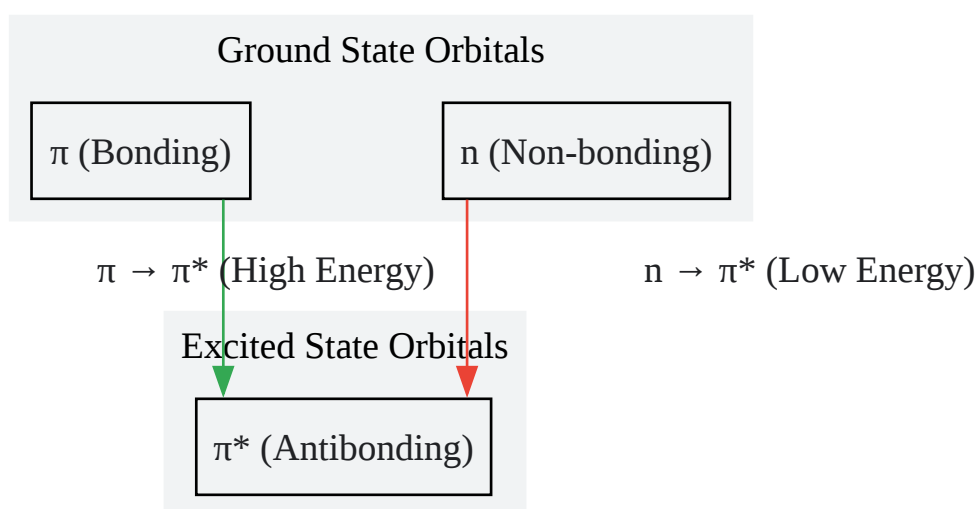 Ground State Orbitals
π (Bonding)
n (Non-bonding)
π → π* (High Energy)
n → π* (Low Energy)
Excited State Orbitals
π* (Antibonding)